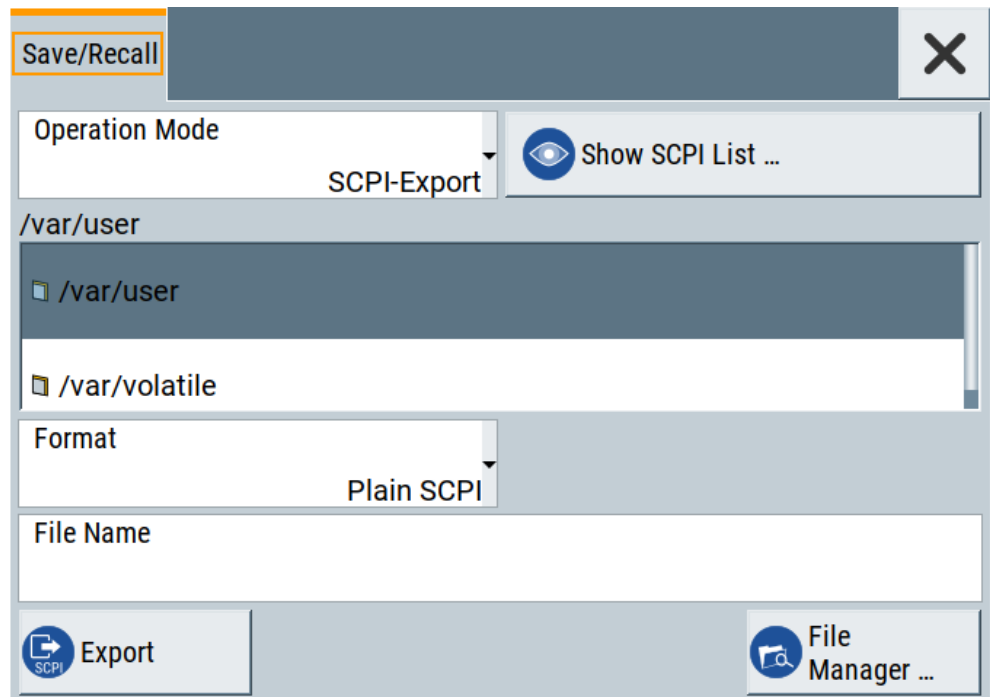 Save/Recall
Operation Mode
SCPI-Export
Show SCPI List ...
/var/user
/var/user
/var/volatile
Format
Plain SCPI
File Name
SCPI
Export
File
Manager ...